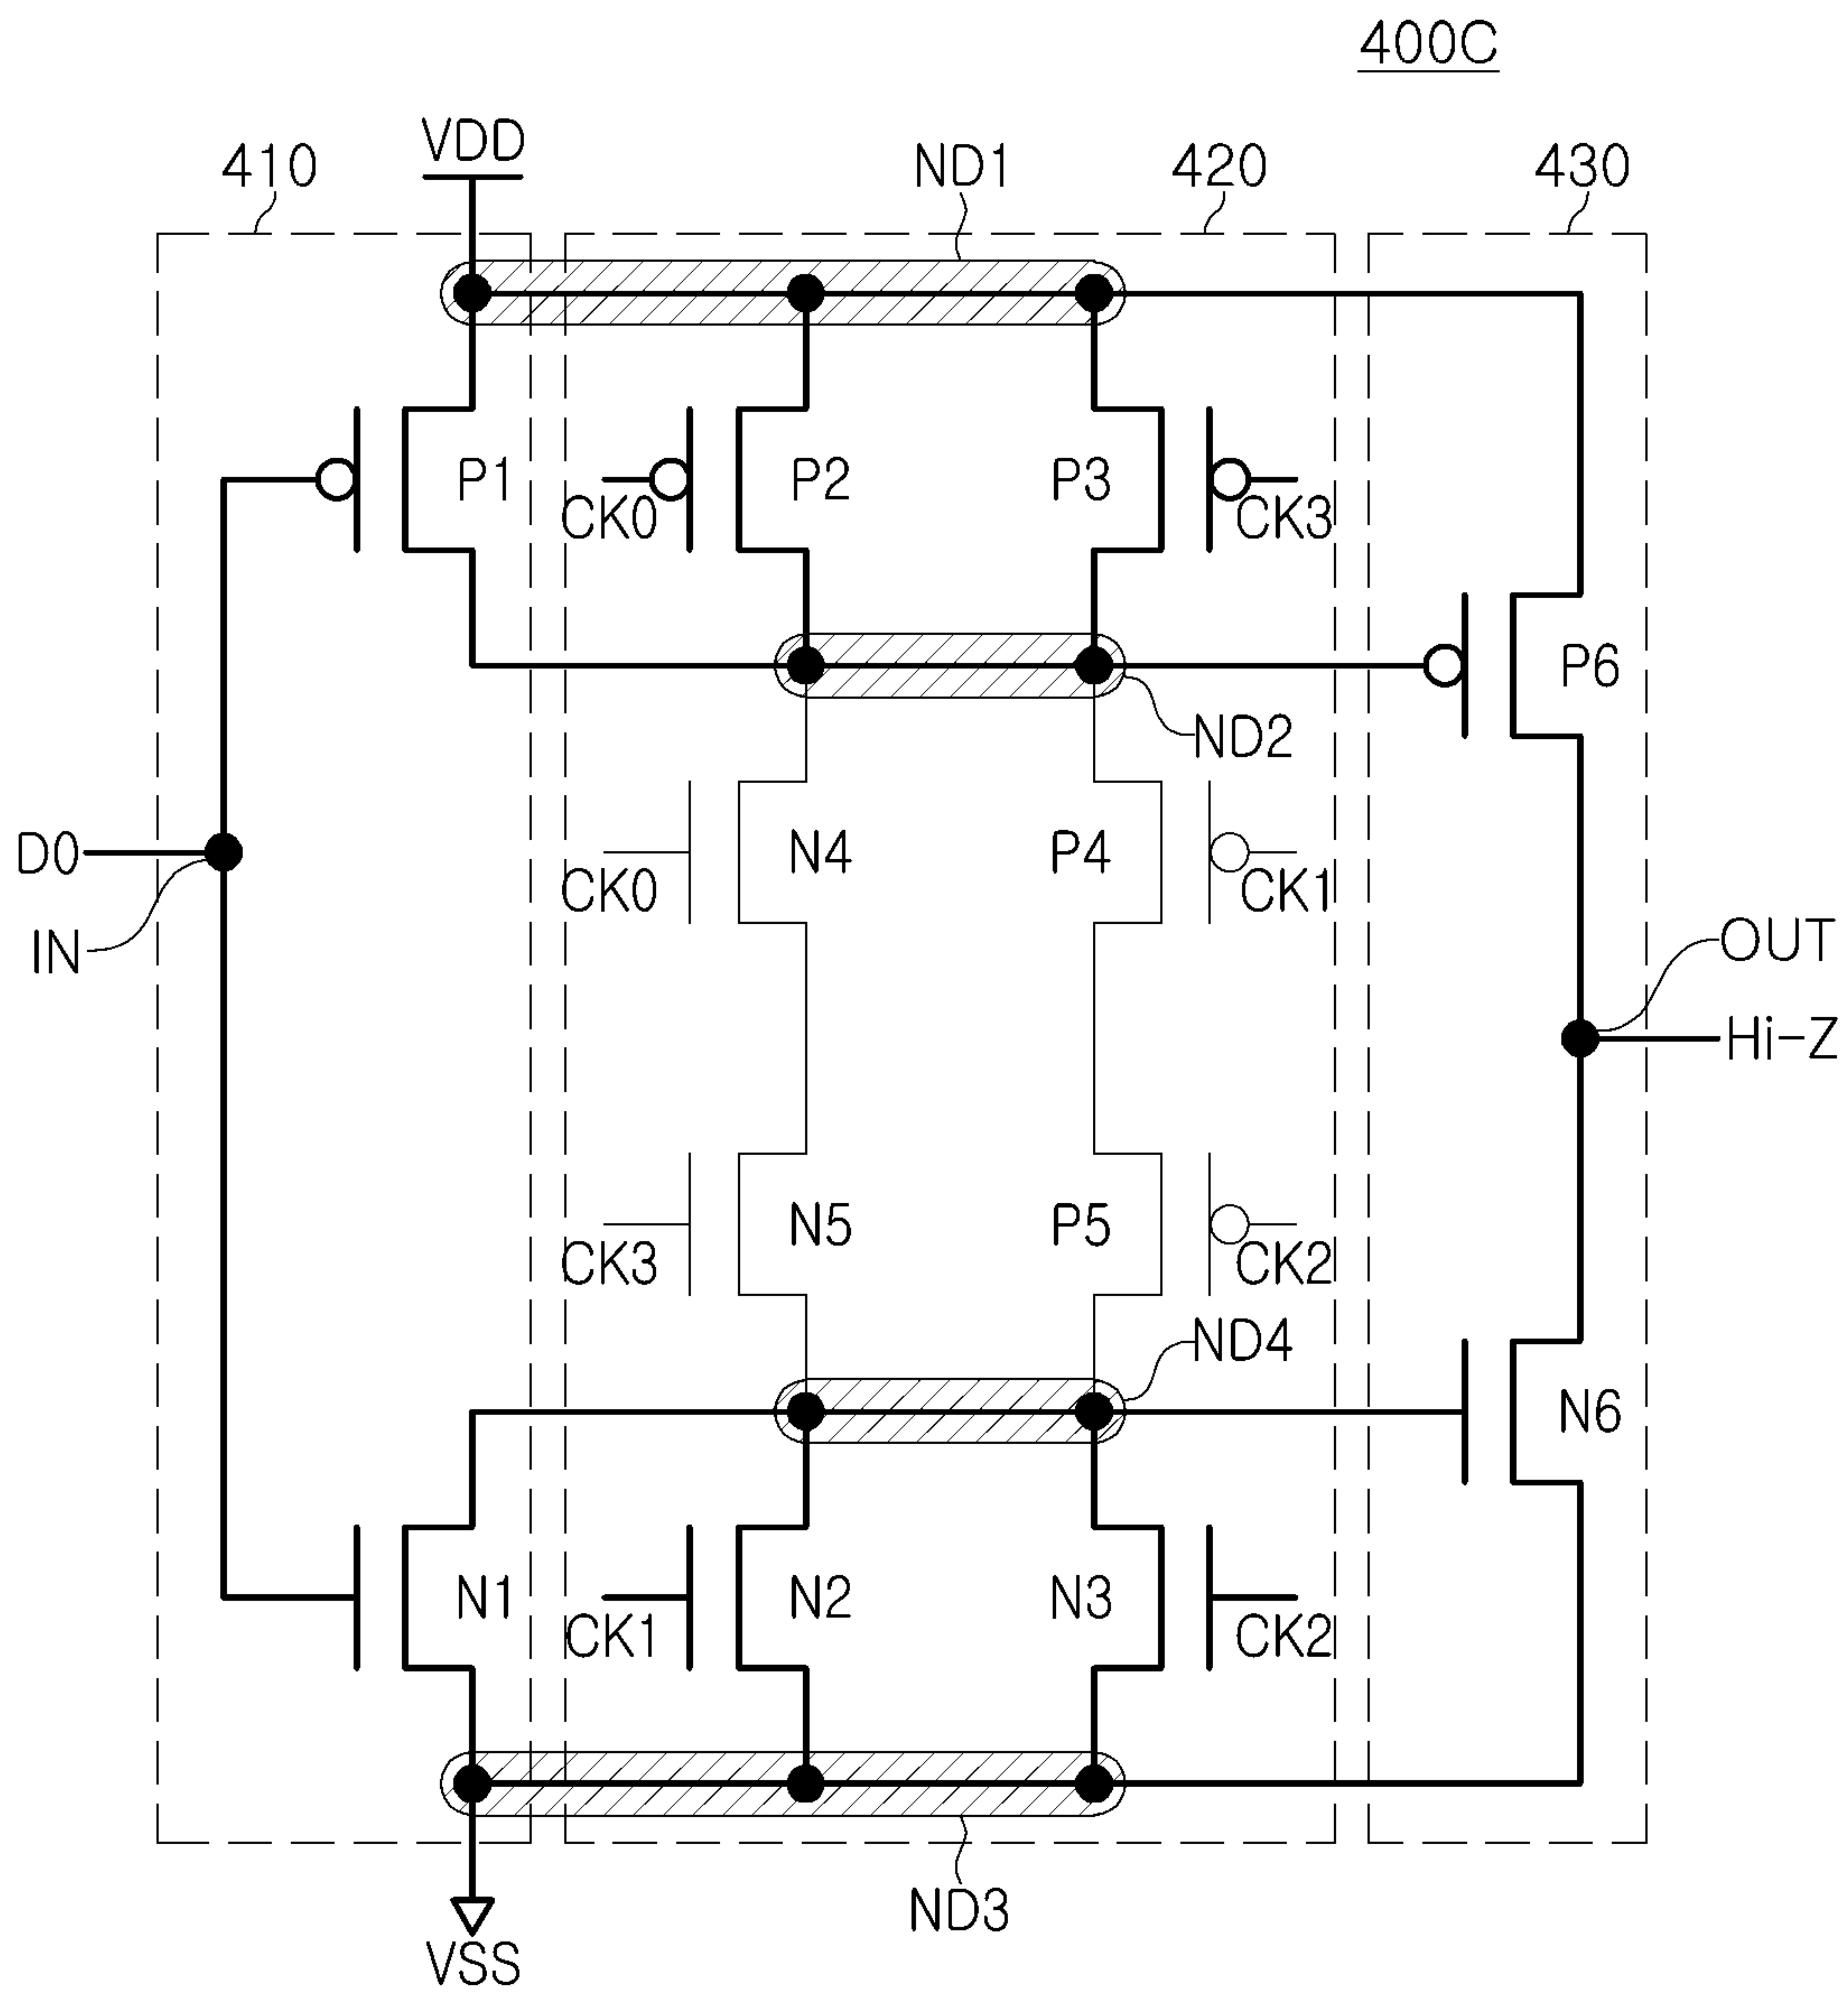 400C
VDD
410
ND1
420
430
P1
P2
P3
CK0
CK3
P6
ND2
D0
N4
P4
CK0
CK1
IN
OUT
Hi-Z
N5
P5
CK3
CK2
ND4
N6
N1
N2
N3
CK1
CK2
ND3
VSS